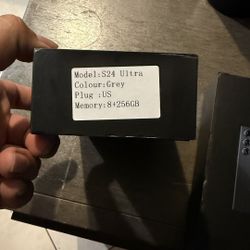 Model:S24 Ultra
Colour:Grey
Plug :US
Memory:8+256GB